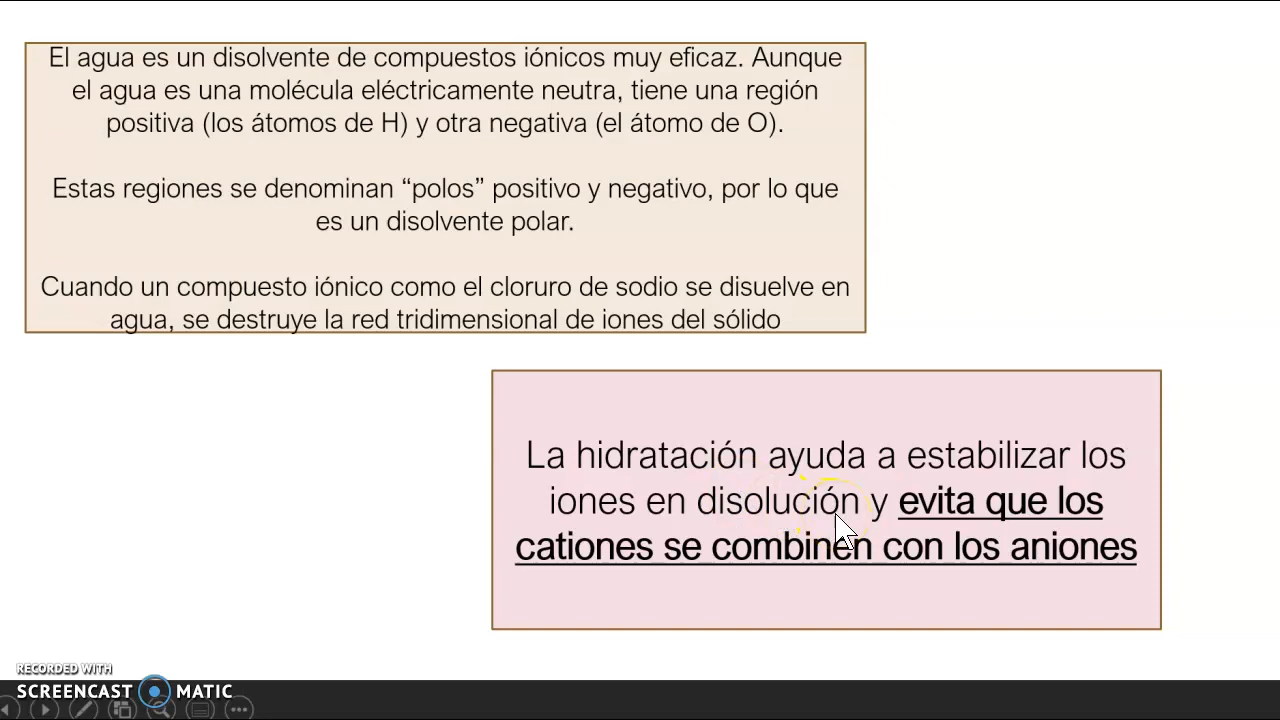 El agua es un disolvente de compuestos iónicos muy eficaz. Aunque
el agua es una molécula eléctricamente neutra, tiene una región
positiva (los átomos de H) y otra negativa (el átomo de O).
Estas regiones se denominan “polos” positivo y negativo, por lo que
es un disolvente polar.
Cuando un compuesto iónico como el cloruro de sodio se disuelve en
agua, se destruye la red tridimensional de iones del sólido
La hidratación ayuda a estabilizar los
iones en disolución y evita que los
cationes se combinen con los aniones
RECORDED WITH
SCREENCAST MATIC